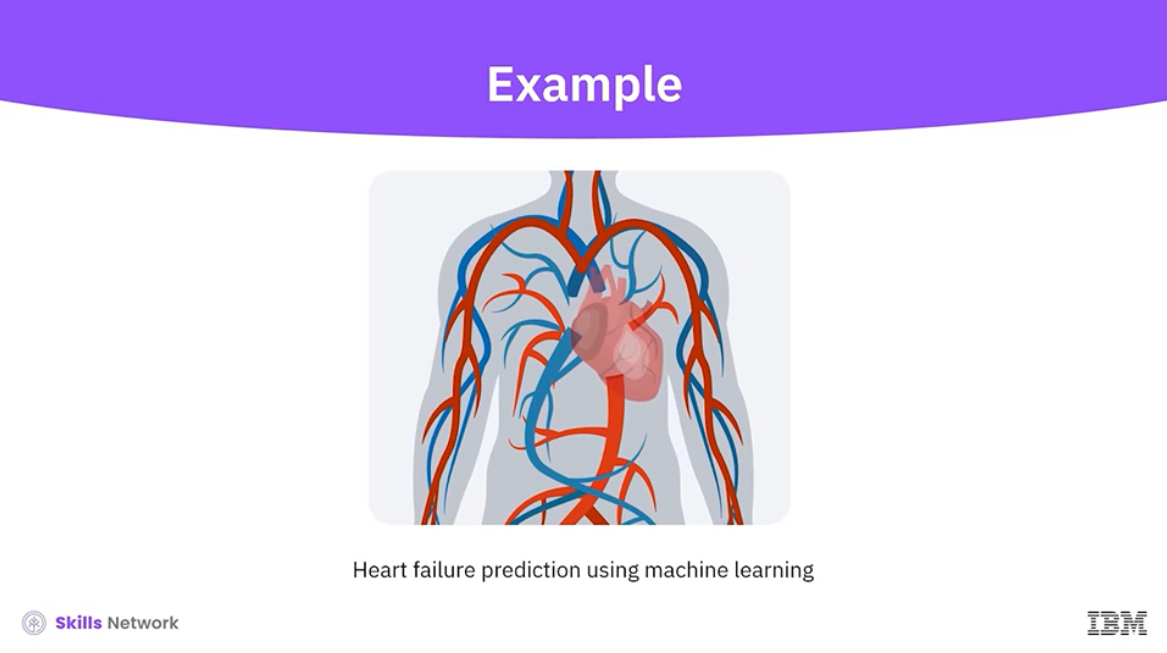 Example
Heart failure prediction using machine learning
Skills Network
IBM